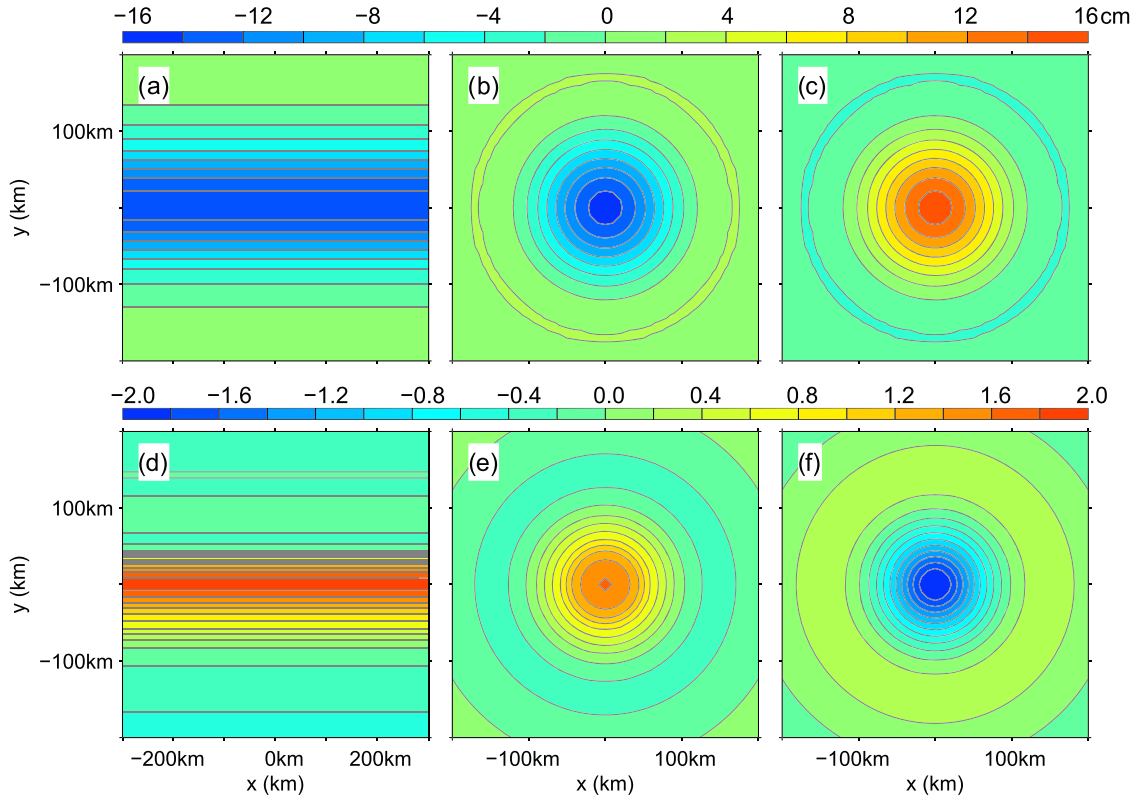 −16 −12 −8 −4 0 4 8 12 16 cm
(a) (b) (c)
100km
y (km)
−100km
−2.0 −1.6 −1.2 −0.8 −0.4 0.0 0.4 0.8 1.2 1.6 2.0
(d) (e) (f)
100km
y (km)
−100km
−200km 0km 200km −100km 100km −100km 100km
x (km) x (km) x (km)